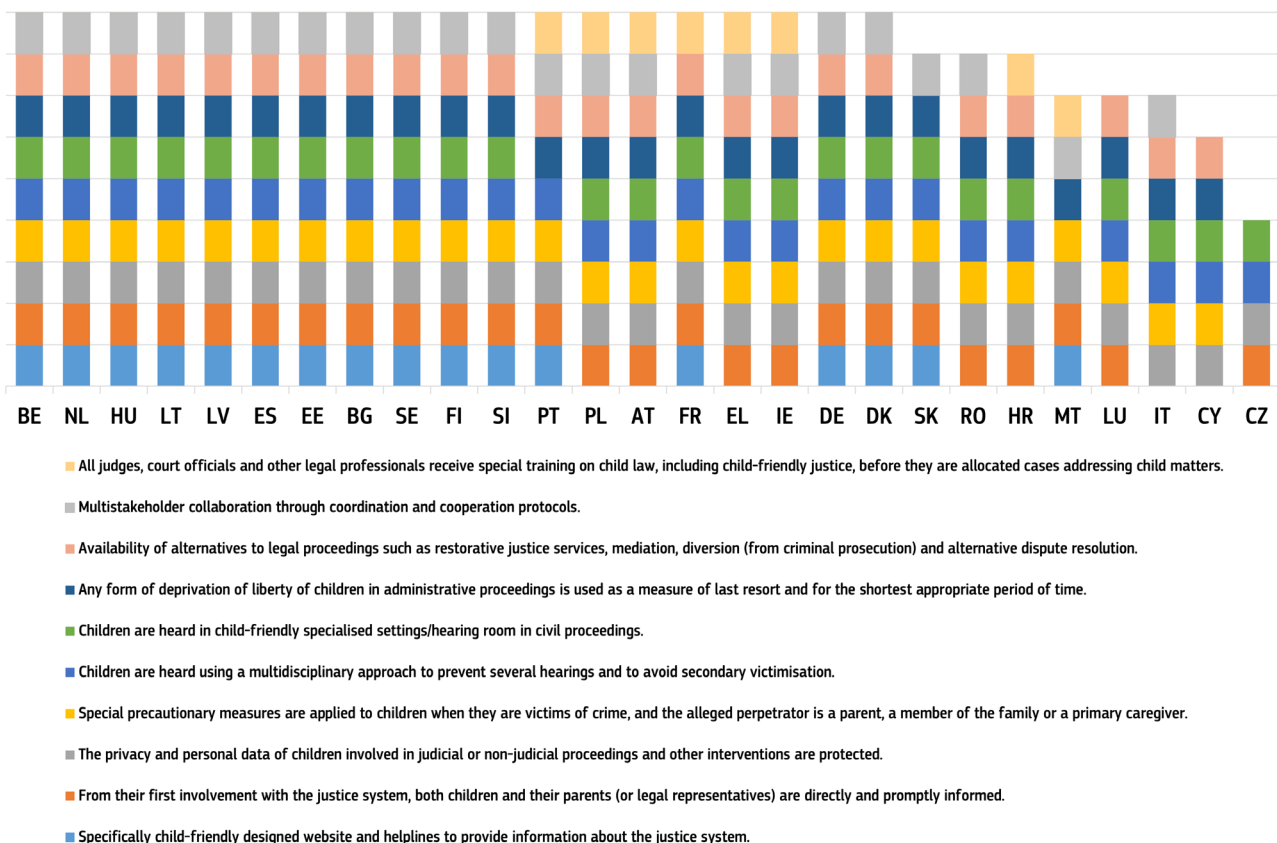 BE NL HU LT LV ES EE BG SE FI SI PT PL AT FR EL IE DE DK SK RO HR MT LU IT CY CZ
All judges, court officials and other legal professionals receive special training on child law, including child-friendly justice, before they are allocated cases addressing child matters.
Multistakeholder collaboration through coordination and cooperation protocols.
Availability of alternatives to legal proceedings such as restorative justice services, mediation, diversion (from criminal prosecution) and alternative dispute resolution.
Any form of deprivation of liberty of children in administrative proceedings is used as a measure of last resort and for the shortest appropriate period of time.
Children are heard in child-friendly specialised settings/hearing room in civil proceedings.
Children are heard using a multidisciplinary approach to prevent several hearings and to avoid secondary victimisation.
Special precautionary measures are applied to children when they are victims of crime, and the alleged perpetrator is a parent, a member of the family or a primary caregiver.
The privacy and personal data of children involved in judicial or non-judicial proceedings and other interventions are protected.
From their first involvement with the justice system, both children and their parents (or legal representatives) are directly and promptly informed.
Specifically child-friendly designed website and helplines to provide information about the justice system.